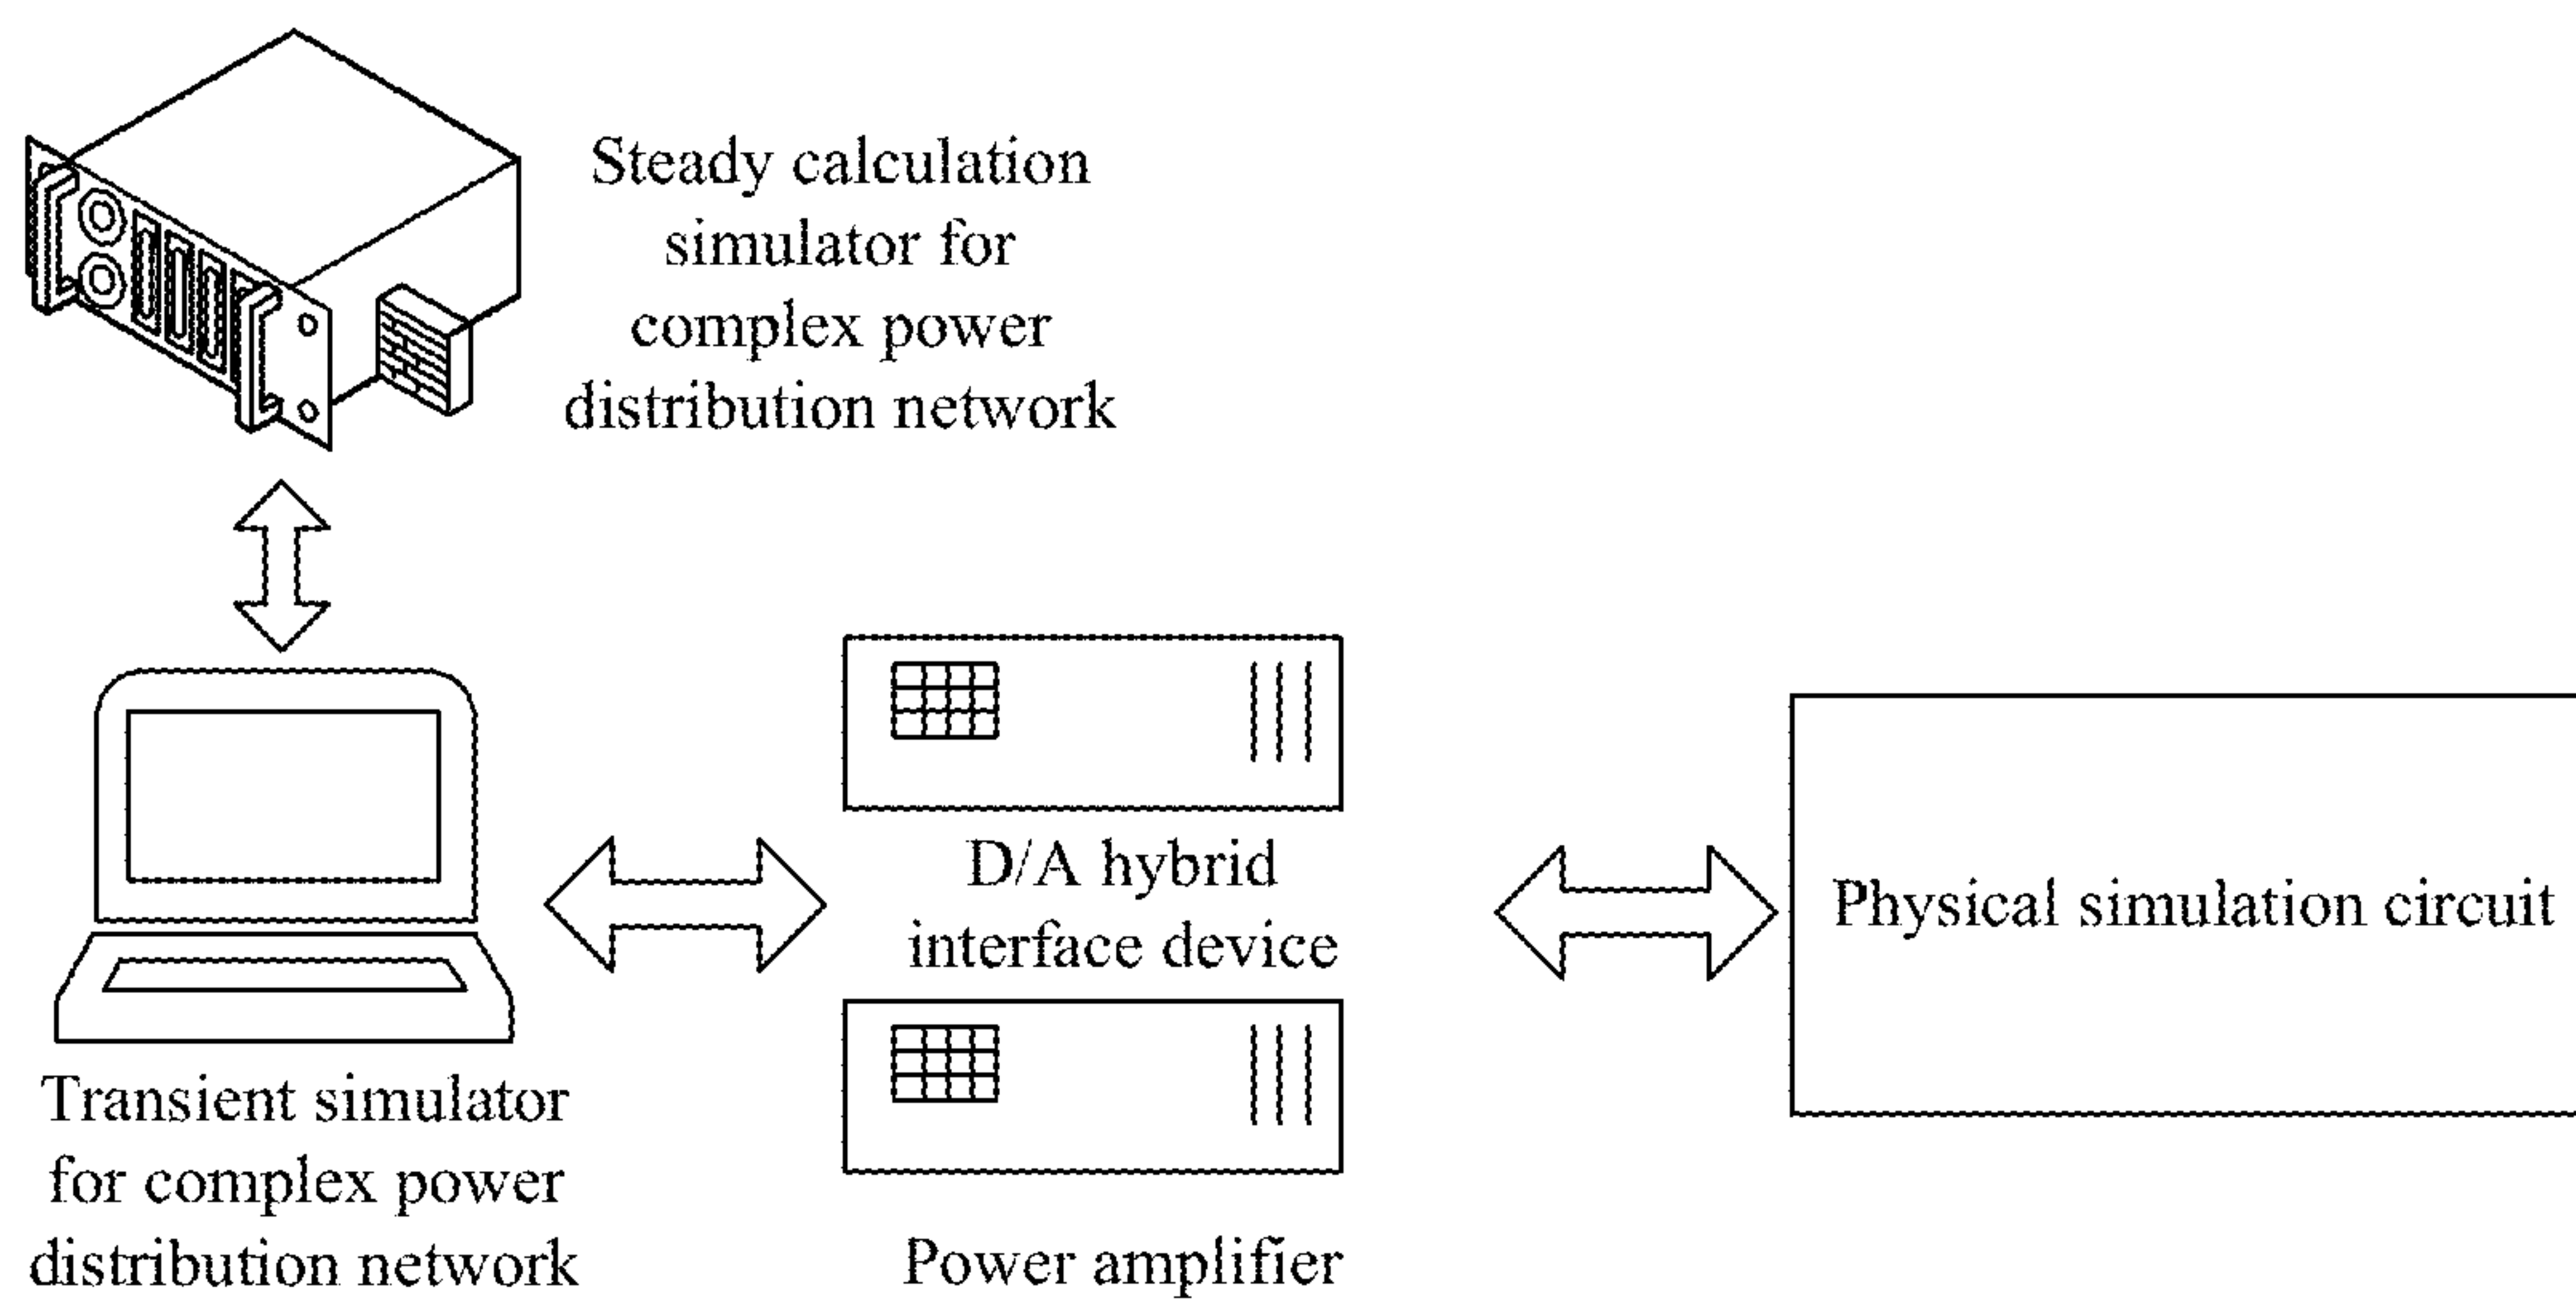 Steady calculation
simulator for
complex power
distribution network
D/A hybrid
interface device
Physical simulation circuit
Transient simulator
for complex power
distribution network
Power amplifier